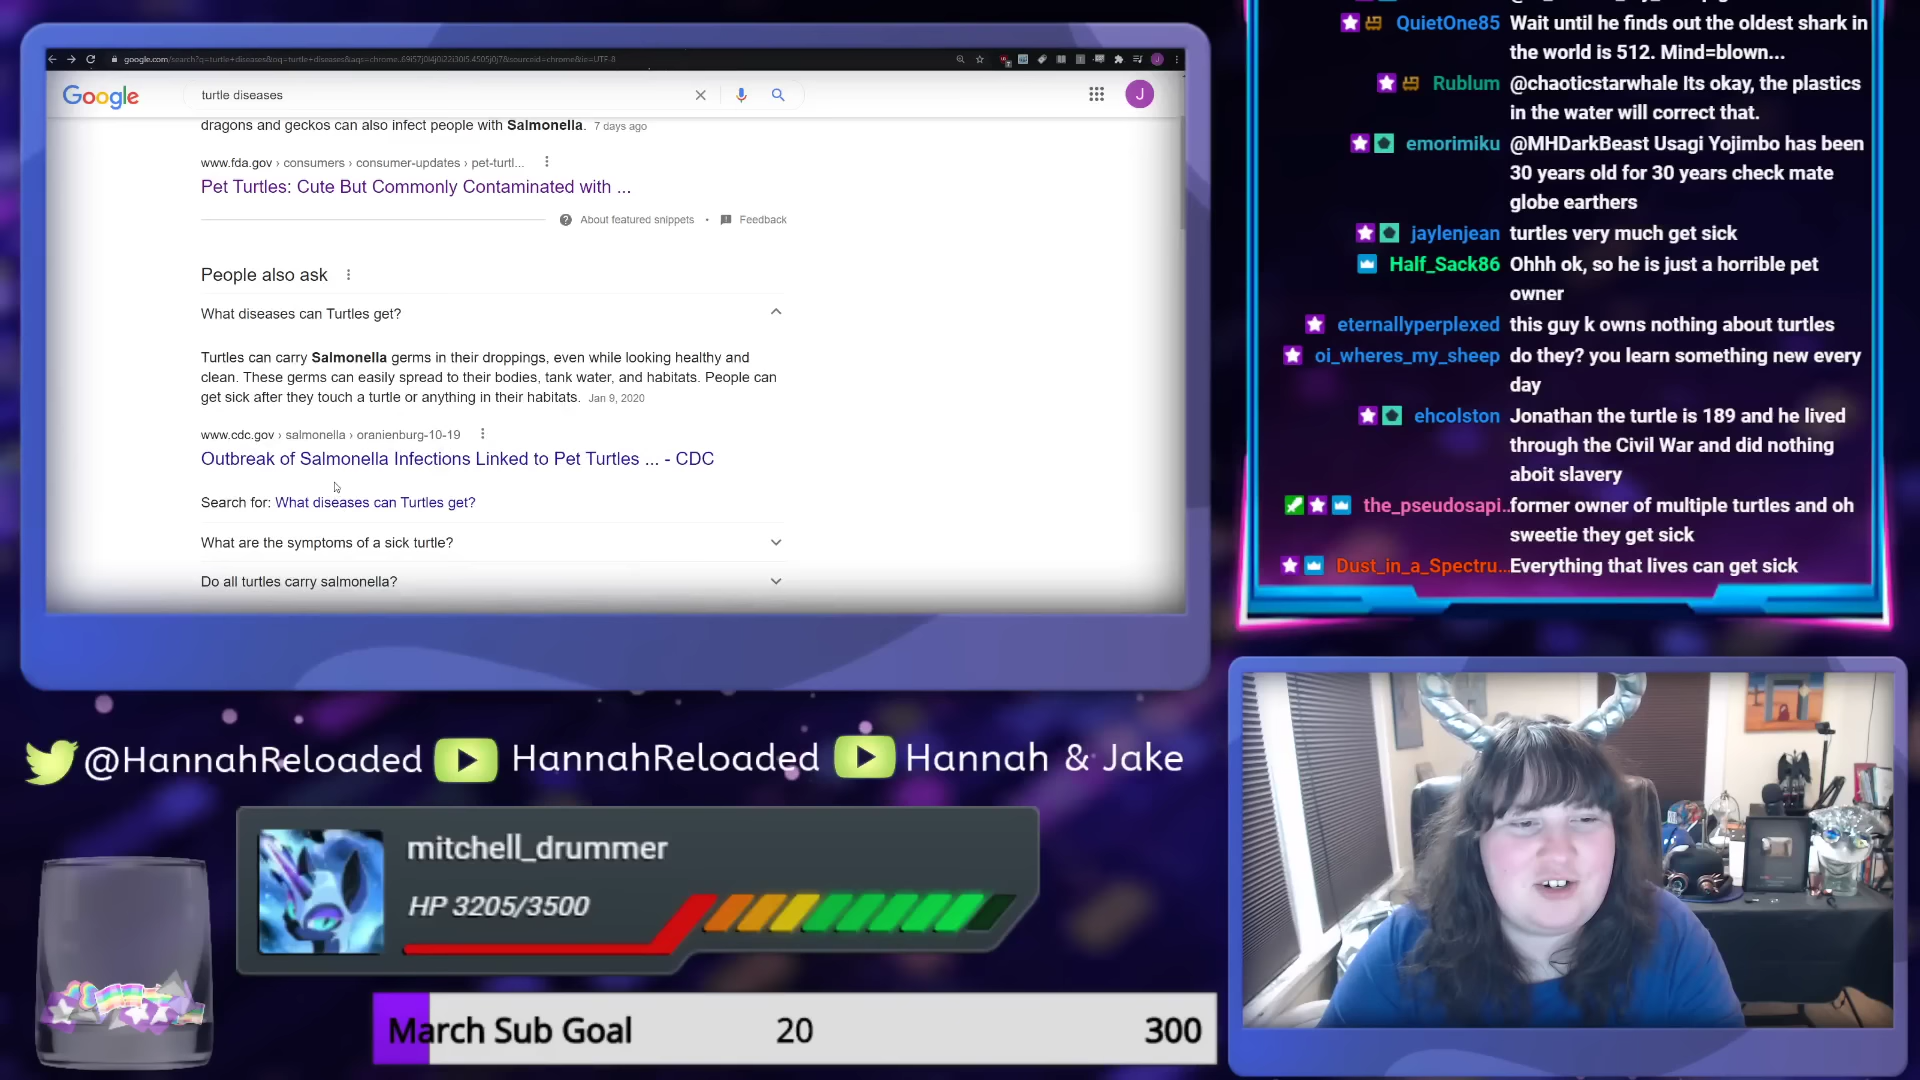 google.com/search?q=turtle+diseases&oq=turtle+diseases&aqs=chrome
Google
turtle diseases
J
dragons and geckos can also infect people with Salmonella. 7 days ago
www.fda.gov › consumers › consumer-updates › pet-turtl...
Pet Turtles: Cute But Commonly Contaminated with ...
About featured snippets • Feedback
People also ask
What diseases can Turtles get?
Turtles can carry Salmonella germs in their droppings, even while looking healthy and
clean. These germs can easily spread to their bodies, tank water, and habitats. People can
get sick after they touch a turtle or anything in their habitats. Jan 9, 2020
www.cdc.gov › salmonella › oranienburg-10-19
Outbreak of Salmonella Infections Linked to Pet Turtles ... - CDC
Search for: What diseases can Turtles get?
What are the symptoms of a sick turtle?
Do all turtles carry salmonella?
QuietOne85 Wait until he finds out the oldest shark in
the world is 512. Mind=blown...
Rublum @chaoticstarwhale Its okay, the plastics
in the water will correct that.
emorimiku @MHDarkBeast Usagi Yojimbo has been
30 years old for 30 years check mate
globe earthers
jaylenjean turtles very much get sick
Half_Sack86 Ohhh ok, so he is just a horrible pet
owner
eternallyperplexed this guy k owns nothing about turtles
oi_wheres_my_sheep do they? you learn something new every
day
ehcolston Jonathan the turtle is 189 and he lived
through the Civil War and did nothing
aboit slavery
the_pseudosapi... former owner of multiple turtles and oh
sweetie they get sick
Dust_in_a_Spectru... Everything that lives can get sick
@HannahReloaded HannahReloaded Hannah & Jake
mitchell_drummer
HP 3205/3500
March Sub Goal 20 300